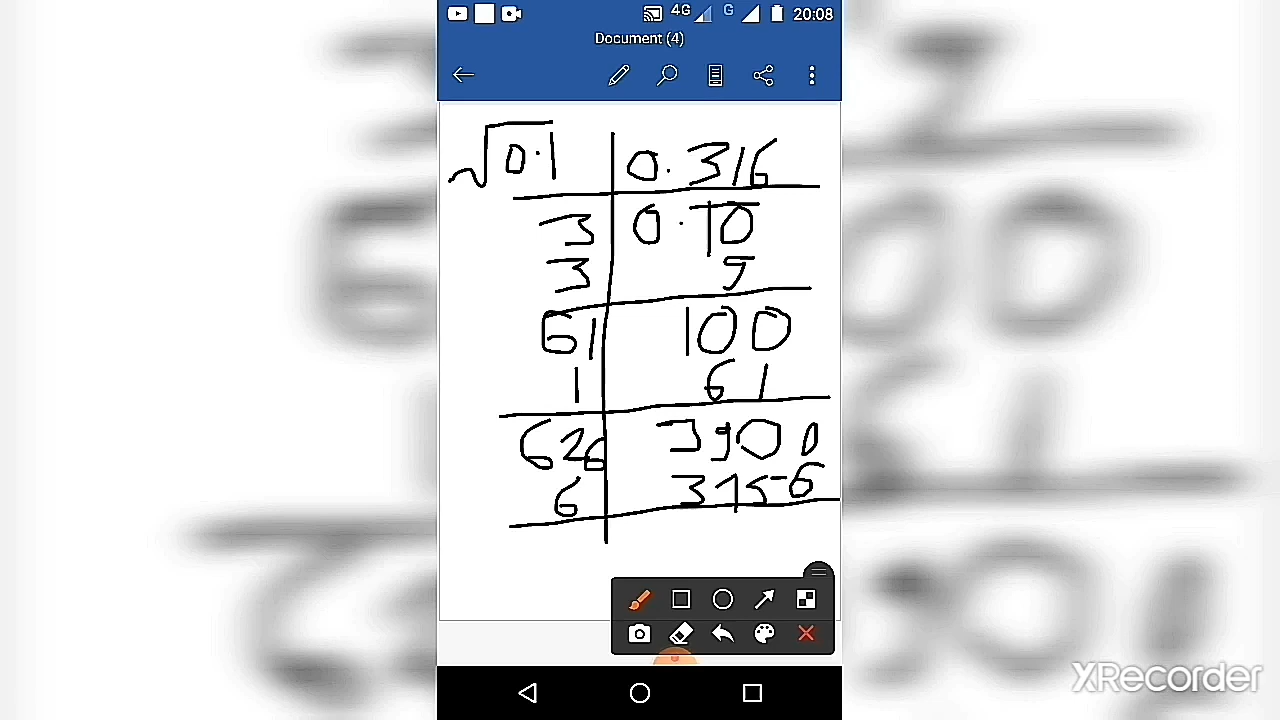 4G G 20:08
Document (4)
√0.1 0.316
3 0.10
3 9
61 100
1 61
626 3900
6 3756
XRecorder